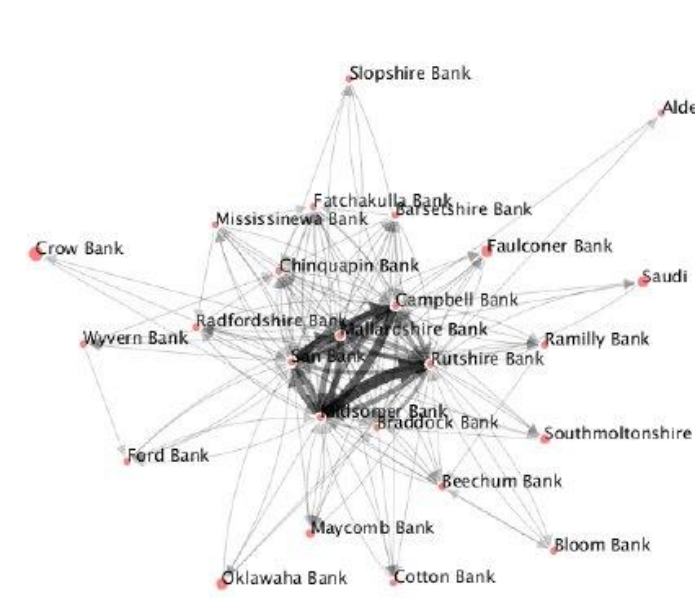 Slopshire Bank
Alde
Fatchakulla Bank
Barsetshire Bank
Mississinewa Bank
Crow Bank
Faulconer Bank
Chinquapin Bank
Saudi
Campbell Bank
Radfordshire Bank
Mallardshire Bank
Wyvern Bank
Ramilly Bank
San Bank
Rutshire Bank
Midsomer Bank
Braddock Bank
Southmoltonshire
Ford Bank
Beechum Bank
Maycomb Bank
Bloom Bank
Oklawaha Bank
Cotton Bank